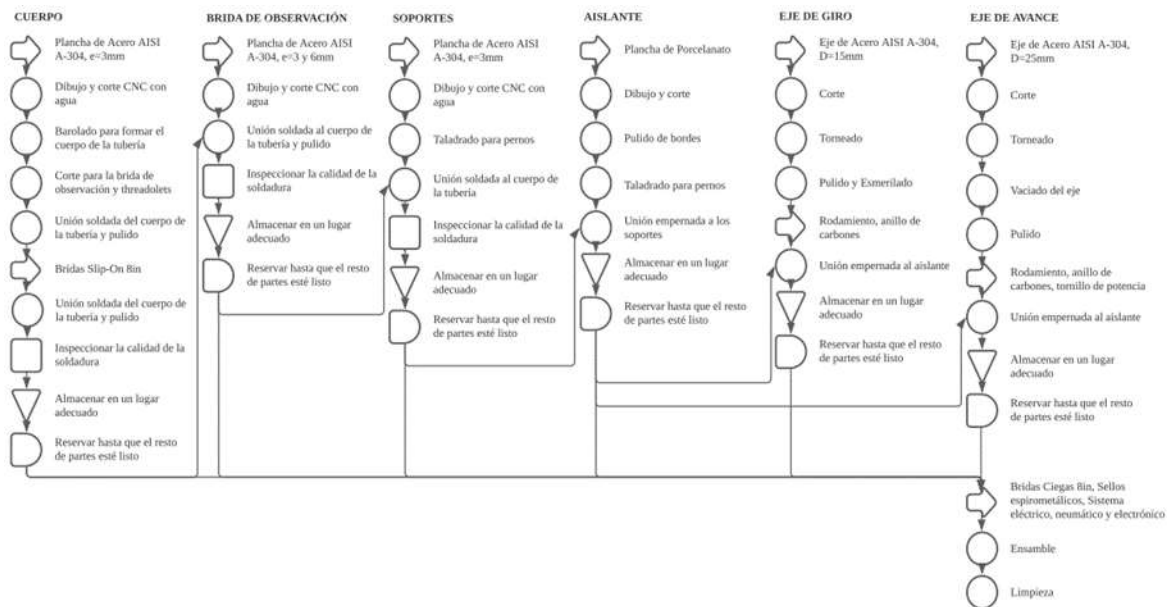 CUERPO
Plancha de Acero AISI
A-304, e=3mm
Dibujo y corte CNC con
agua
Barolado para formar el
cuerpo de la tubería
Corte para la brida de
observación y threadolets
Unión soldada del cuerpo de
la tubería y pulido
Bridas Slip-On 8in
Unión soldada del cuerpo de
la tubería y pulido
Inspeccionar la calidad de la
soldadura
Almacenar en un lugar
adecuado
Reservar hasta que el resto
de partes esté listo
BRIDA DE OBSERVACIÓN
Plancha de Acero AISI
A-304, e=3 y 6mm
Dibujo y corte CNC con
agua
Unión soldada al cuerpo de
la tubería y pulido
Inspeccionar la calidad de la
soldadura
Almacenar en un lugar
adecuado
Reservar hasta que el resto
de partes esté listo
SOPORTES
Plancha de Acero AISI
A-304, e=3mm
Dibujo y corte CNC con
agua
Taladrado para pernos
Unión soldada al cuerpo de
la tubería
Inspeccionar la calidad de la
soldadura
Almacenar en un lugar
adecuado
Reservar hasta que el resto
de partes esté listo
AISLANTE
Plancha de Porcelanato
Dibujo y corte
Pulido de bordes
Taladrado para pernos
Unión empernada a los
soportes
Almacenar en un lugar
adecuado
Reservar hasta que el resto
de partes esté listo
EJE DE GIRO
Eje de Acero AISI A-304,
D=15mm
Corte
Torneado
Pulido y Esmerilado
Rodamiento, anillo de
carbones
Unión empernada al aislante
Almacenar en un lugar
adecuado
Reservar hasta que el resto
de partes esté listo
EJE DE AVANCE
Eje de Acero AISI A-304,
D=25mm
Corte
Torneado
Vaciado del eje
Pulido
Rodamiento, anillo de
carbones, tornillo de potencia
Unión empernada al aislante
Almacenar en un lugar
adecuado
Reservar hasta que el resto
de partes esté listo
Bridas Ciegas 8in, Sellos
espirometálicos, Sistema
eléctrico, neumático y electrónico
Ensamble
Limpieza